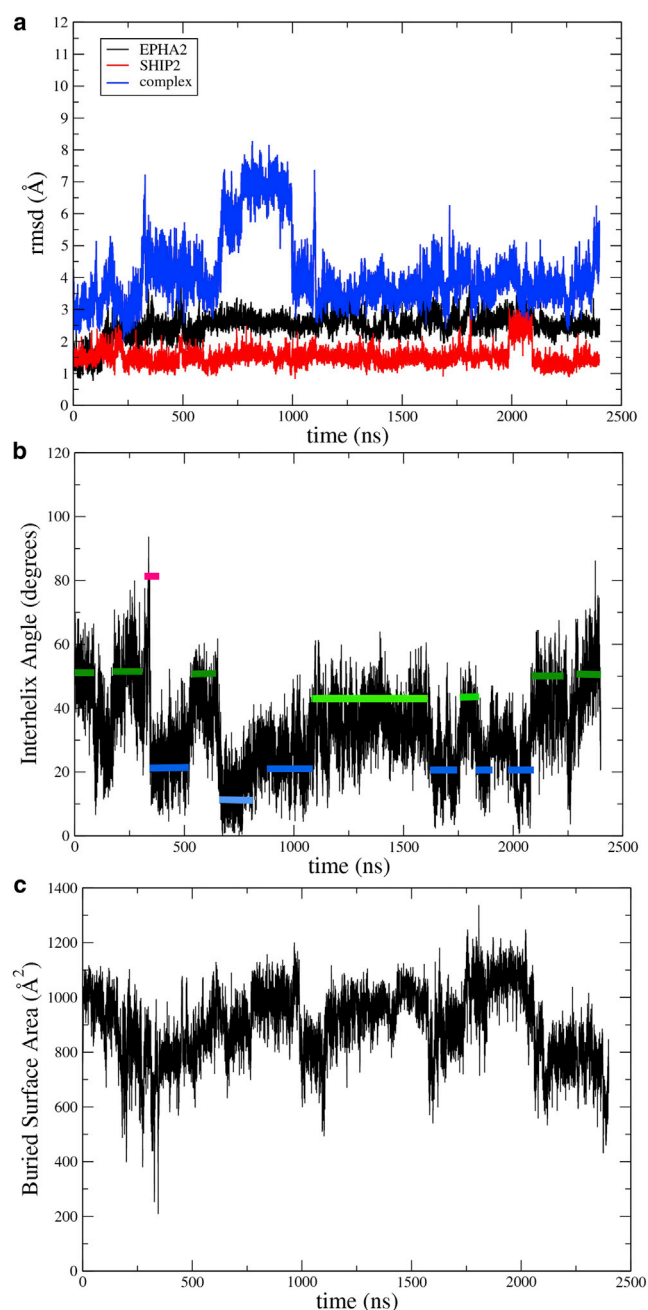 a
12
11
10
9
8
7
6
5
4
3
2
1
0
rmsd (Å)
EPHA2
SHIP2
complex
0 500 1000 1500 2000 2500
time (ns)
b
120
100
80
60
40
20
0
Interhelix Angle (degrees)
0 500 1000 1500 2000 2500
time (ns)
c
1400
1200
1000
800
600
400
200
0
Buried Surface Area (Å²)
0 500 1000 1500 2000 2500
time (ns)